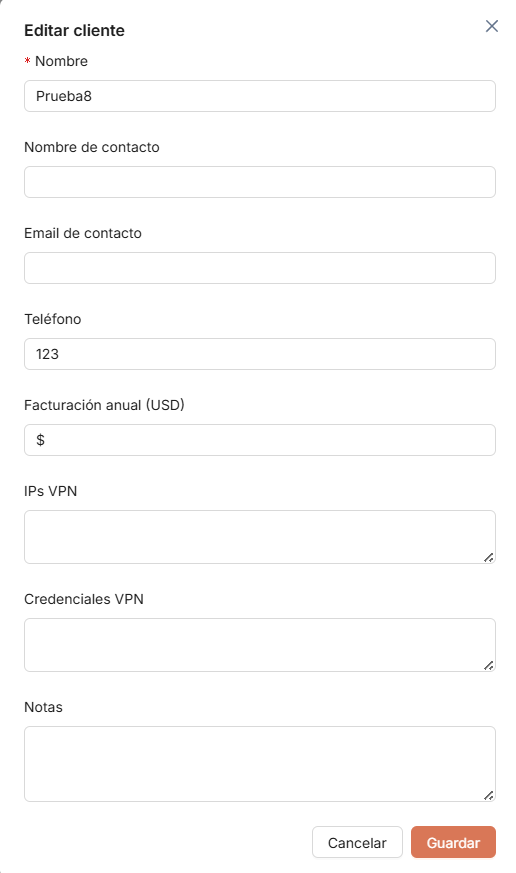 Editar cliente
* Nombre
Prueba8
Nombre de contacto
Email de contacto
Teléfono
123
Facturación anual (USD)
$
IPs VPN
Credenciales VPN
Notas
Cancelar
Guardar